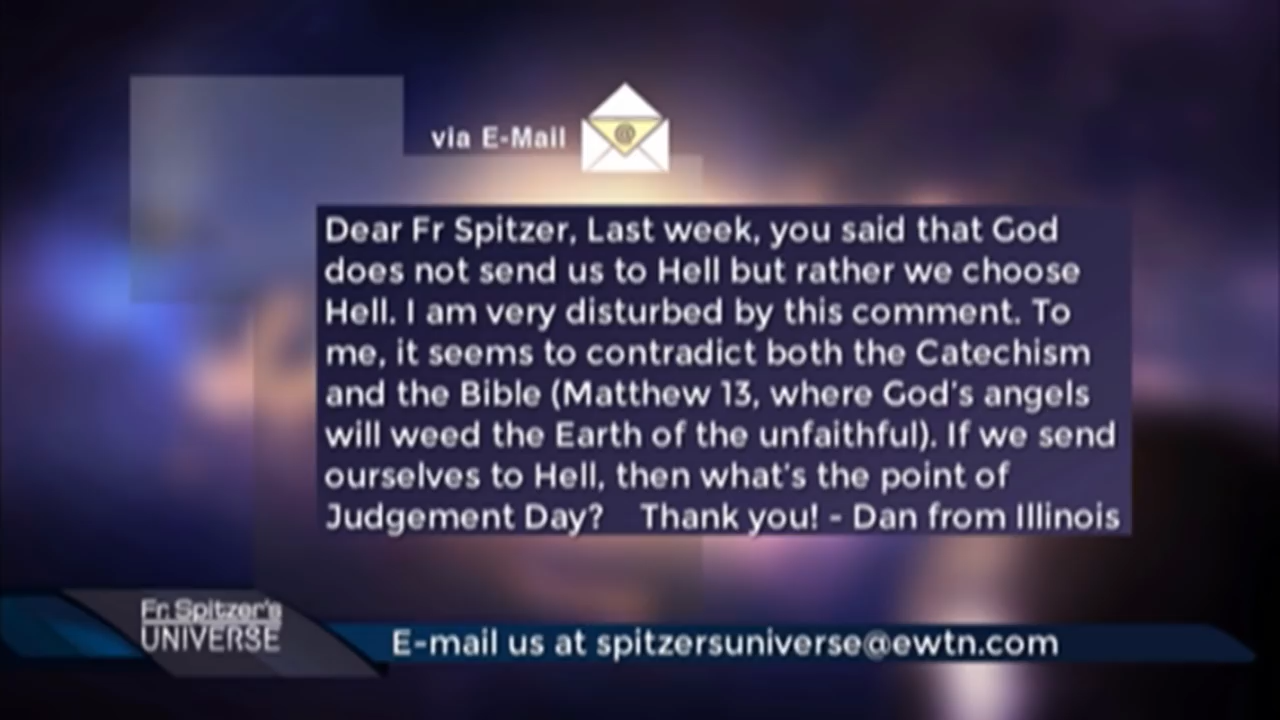 via E-Mail
@
Dear Fr Spitzer, Last week, you said that God
does not send us to Hell but rather we choose
Hell. I am very disturbed by this comment. To
me, it seems to contradict both the Catechism
and the Bible (Matthew 13, where God's angels
will weed the Earth of the unfaithful). If we send
ourselves to Hell, then what's the point of
Judgement Day? Thank you! - Dan from Illinois
Fr. Spitzer's
UNIVERSE
E-mail us at spitzersuniverse@ewtn.com